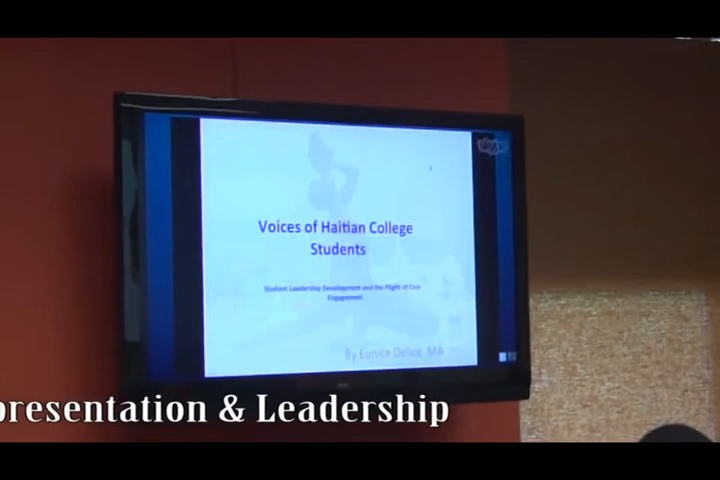 skype
Voices of Haitian College
Students
Student Leadership Development and the Plight of Civic
Engagement
By Eunice Delice MA
presentation & Leadership